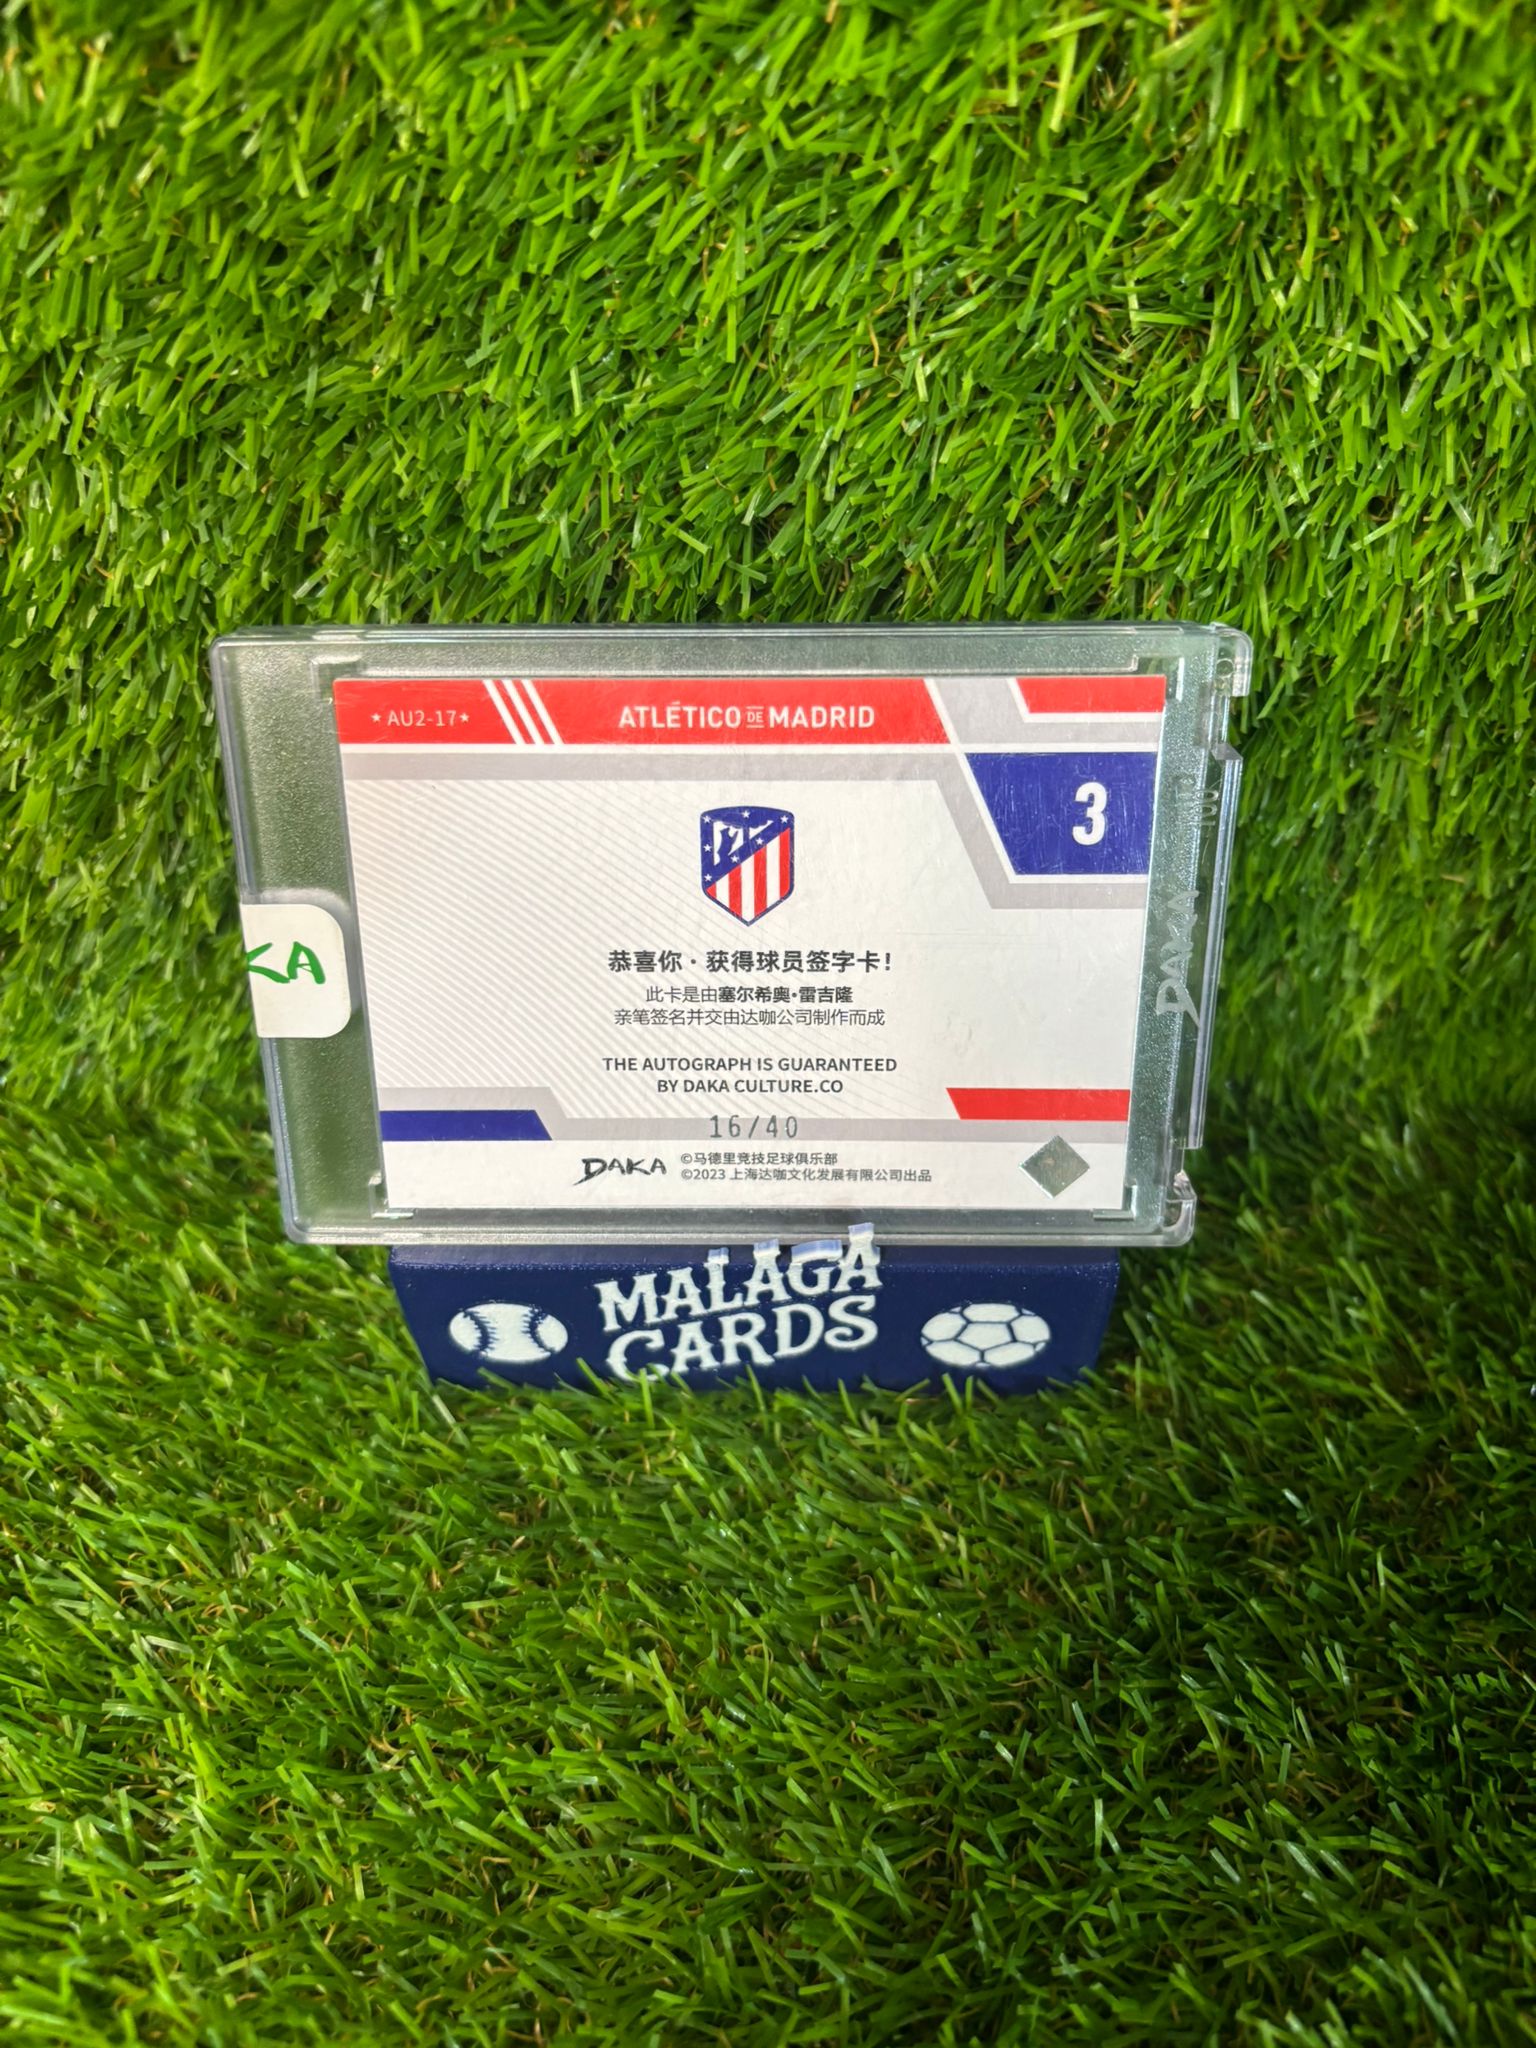 ★ AU2-17 ★
ATLÉTICO DE MADRID
3
恭喜你·获得球员签字卡!
此卡是由塞尔希奥•雷吉隆
亲笔签名并交由达咖公司制作而成
THE AUTOGRAPH IS GUARANTEED
BY DAKA CULTURE.CO
16/40
DAKA
©马德里竞技足球俱乐部
©2023 上海达咖文化发展有限公司出品
KA
DAKA
MALAGA
CARDS